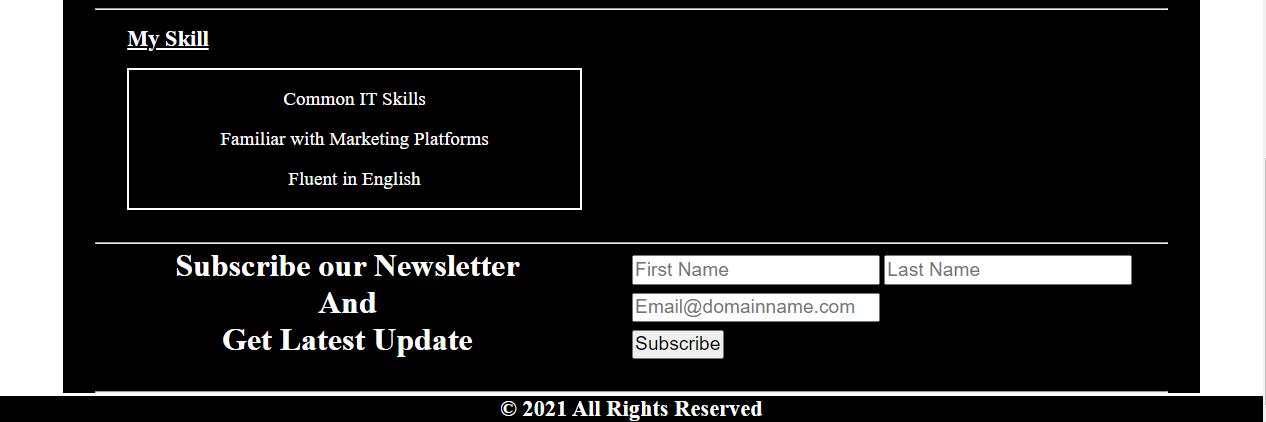 My Skill
Common IT Skills
Familiar with Marketing Platforms
Fluent in English
Subscribe our Newsletter
And
Get Latest Update
First Name Last Name
Email@domainname.com
Subscribe
© 2021 All Rights Reserved